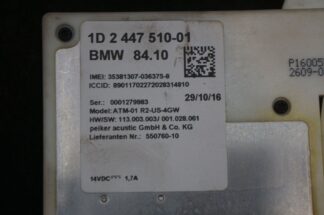 1D 2 447 510-01
BMW 84.10
IMEI: 35381307-036375-8
ICCID: 89011702272028314810
29/10/16
Ser.: 0001279983
Model: ATM-01 R2-US-4GW
HW/SW: 113.003.003/ 001.028.061
peiker acustic GmbH & Co. KG
Lieferanten Nr.: 550760-10
14VDC 1,7A
P16005
2609-0